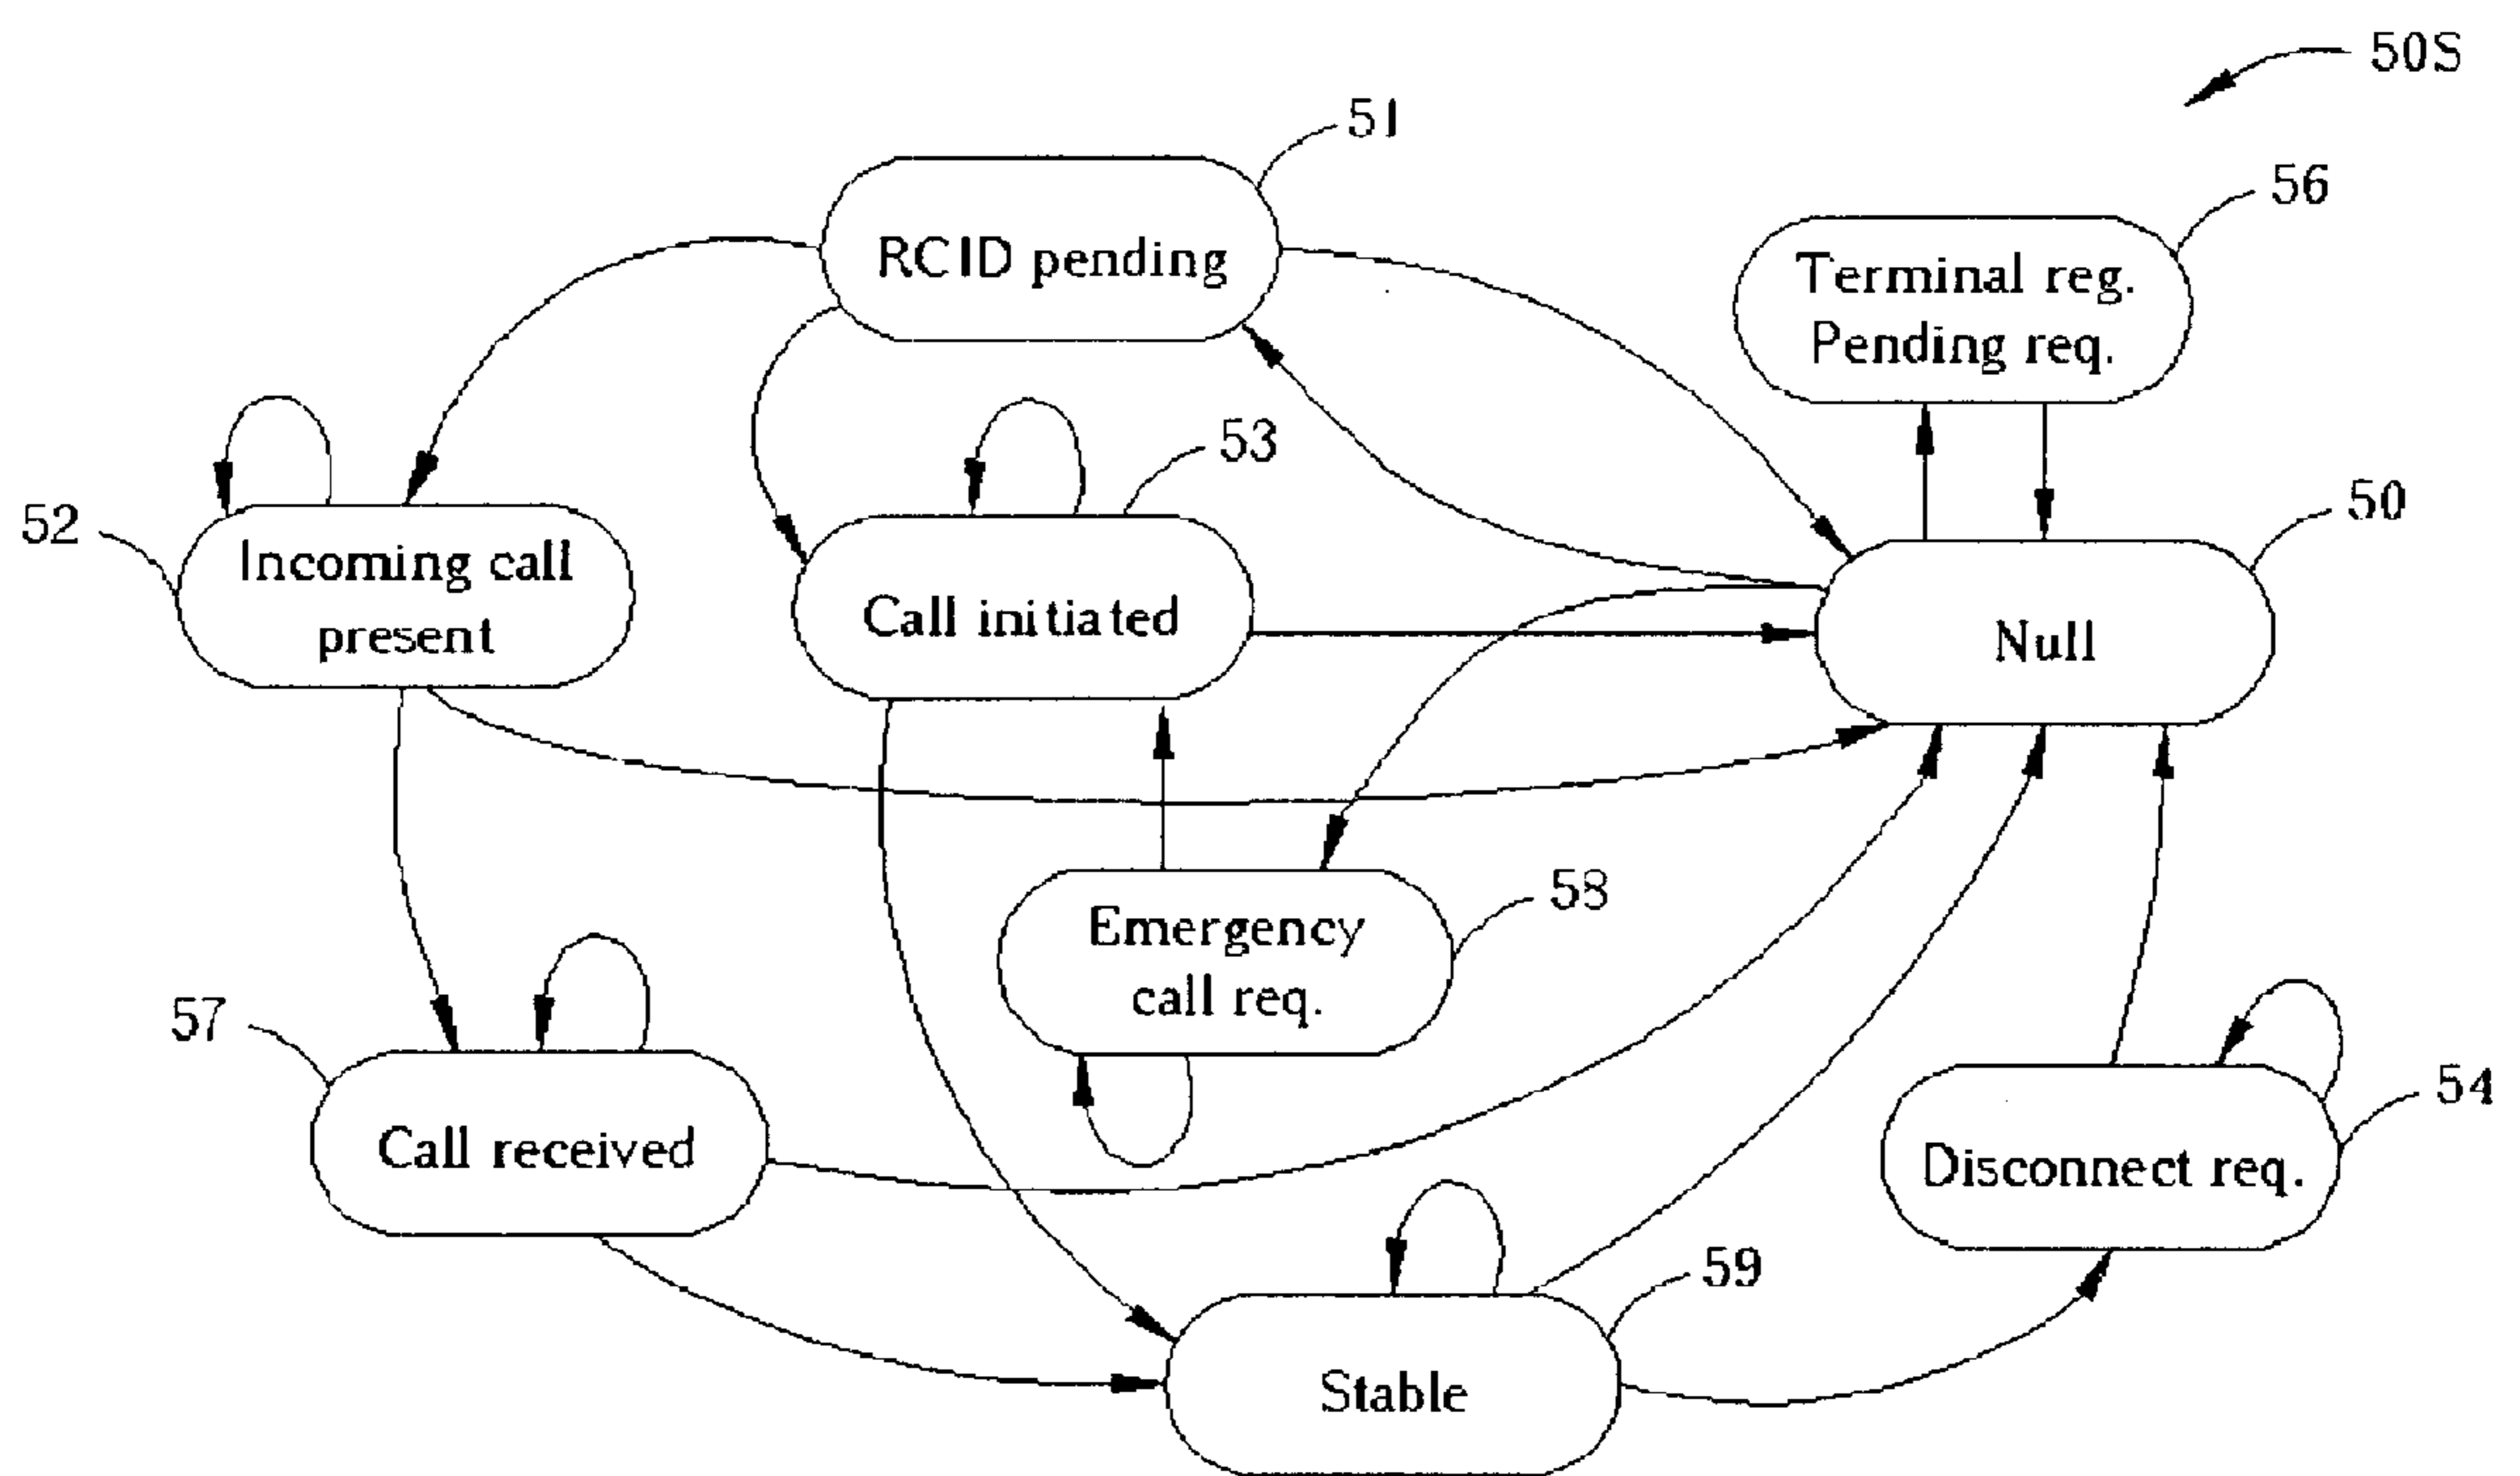 50S
51
RCID pending
56
Terminal reg.
Pending req.
53
50
52
Incoming call
present
Call initiated
Null
58
Emergency
call req.
57
Call received
54
Disconnect req.
59
Stable